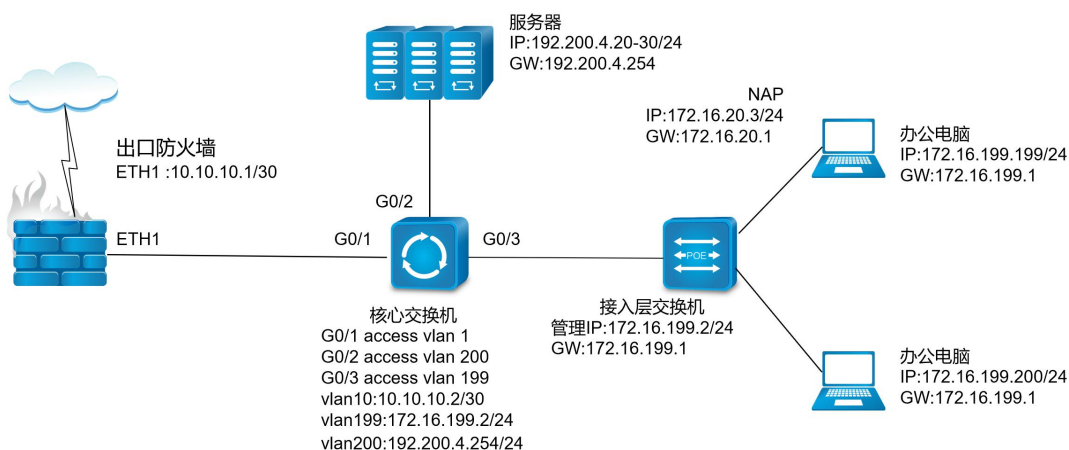 服务器
IP:192.200.4.20-30/24
GW:192.200.4.254
NAP
IP:172.16.20.3/24
GW:172.16.20.1
办公电脑
IP:172.16.199.199/24
GW:172.16.199.1
出口防火墙
ETH1 :10.10.10.1/30
G0/2
ETH1
G0/1
G0/3
POE
核心交换机
G0/1 access vlan 1
G0/2 access vlan 200
G0/3 access vlan 199
vlan10:10.10.10.2/30
vlan199:172.16.199.2/24
vlan200:192.200.4.254/24
接入层交换机
管理IP:172.16.199.2/24
GW:172.16.199.1
办公电脑
IP:172.16.199.200/24
GW:172.16.199.1